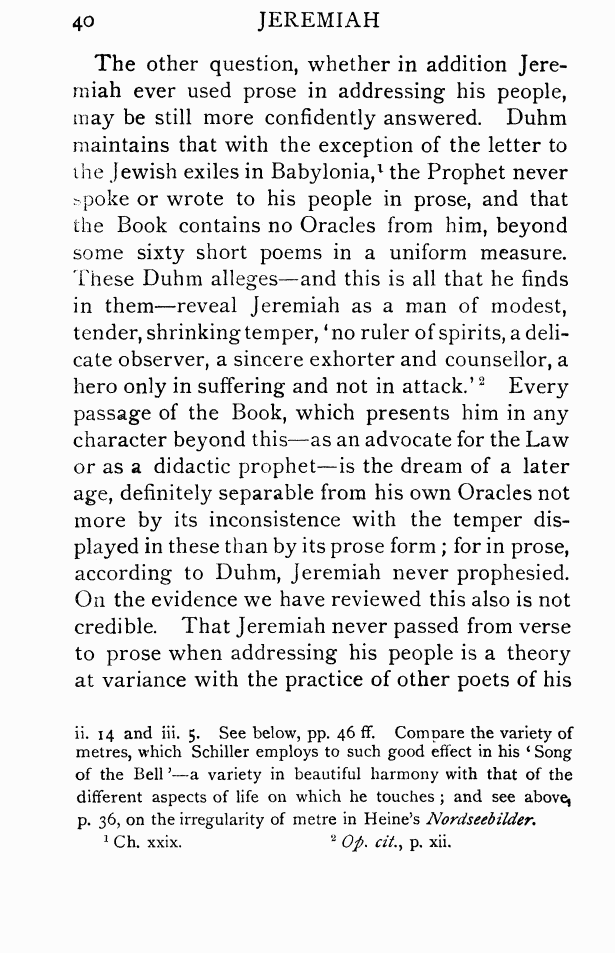 40 JEREMIAH
The other question, whether in addition Jere-
miah ever used prose in addressing his people,
may be still more confidently answered. Duhm
maintains that with the exception of the letter to
the Jewish exiles in Babylonia,¹ the Prophet never
spoke or wrote to his people in prose, and that
the Book contains no Oracles from him, beyond
some sixty short poems in a uniform measure.
These Duhm alleges—and this is all that he finds
in them—reveal Jeremiah as a man of modest,
tender, shrinking temper, ‘no ruler of spirits, a deli-
cate observer, a sincere exhorter and counsellor, a
hero only in suffering and not in attack.’² Every
passage of the Book, which presents him in any
character beyond this—as an advocate for the Law
or as a didactic prophet—is the dream of a later
age, definitely separable from his own Oracles not
more by its inconsistence with the temper dis-
played in these than by its prose form ; for in prose,
according to Duhm, Jeremiah never prophesied.
On the evidence we have reviewed this also is not
credible. That Jeremiah never passed from verse
to prose when addressing his people is a theory
at variance with the practice of other poets of his
ii. 14 and iii. 5. See below, pp. 46 ff. Compare the variety of
metres, which Schiller employs to such good effect in his ‘Song
of the Bell’—a variety in beautiful harmony with that of the
different aspects of life on which he touches ; and see above,
p. 36, on the irregularity of metre in Heine’s Nordseebilder.
¹ Ch. xxix. ² Op. cit., p. xii.